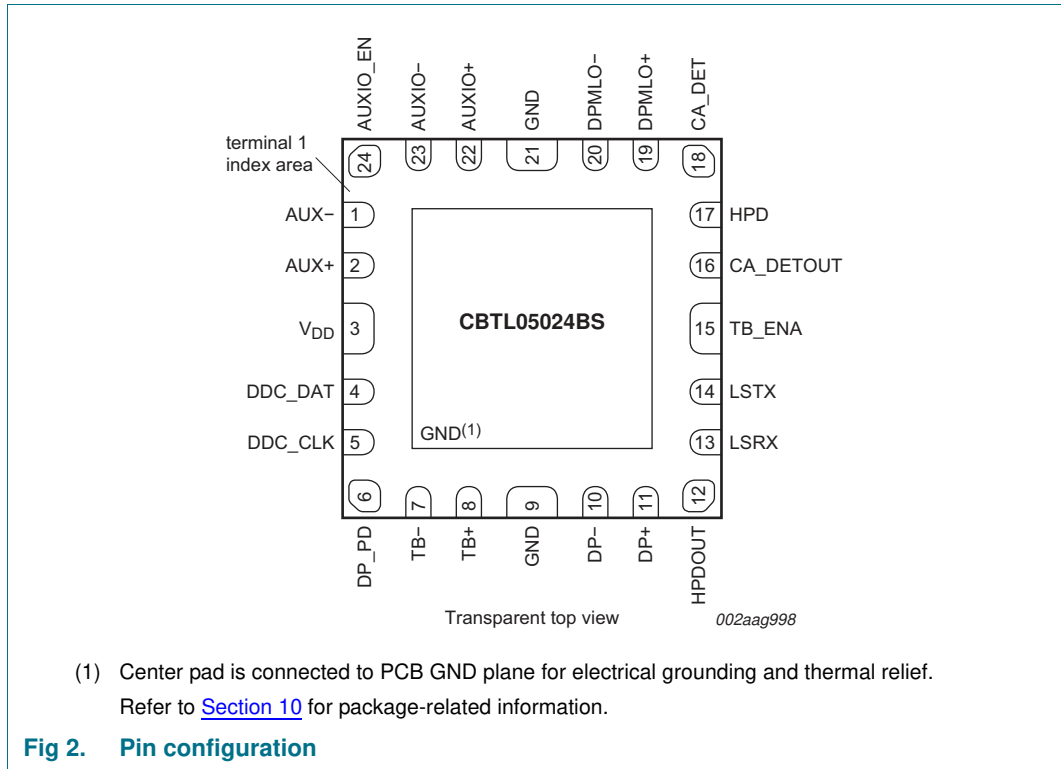 AUXIO_EN
AUXIO−
AUXIO+
GND
DPMLO−
DPMLO+
CA_DET
terminal 1
index area
24
23
22
21
20
19
18
AUX− 1
17 HPD
AUX+ 2
16 CA_DETOUT
VDD 3
CBTL05024BS
15 TB_ENA
DDC_DAT 4
14 LSTX
DDC_CLK 5
GND(1)
13 LSRX
6
7
8
9
10
11
12
DP_PD
TB−
TB+
GND
DP−
DP+
HPDOUT
Transparent top view
002aag998
(1) Center pad is connected to PCB GND plane for electrical grounding and thermal relief.
Refer to Section 10 for package-related information.
Fig 2. Pin configuration